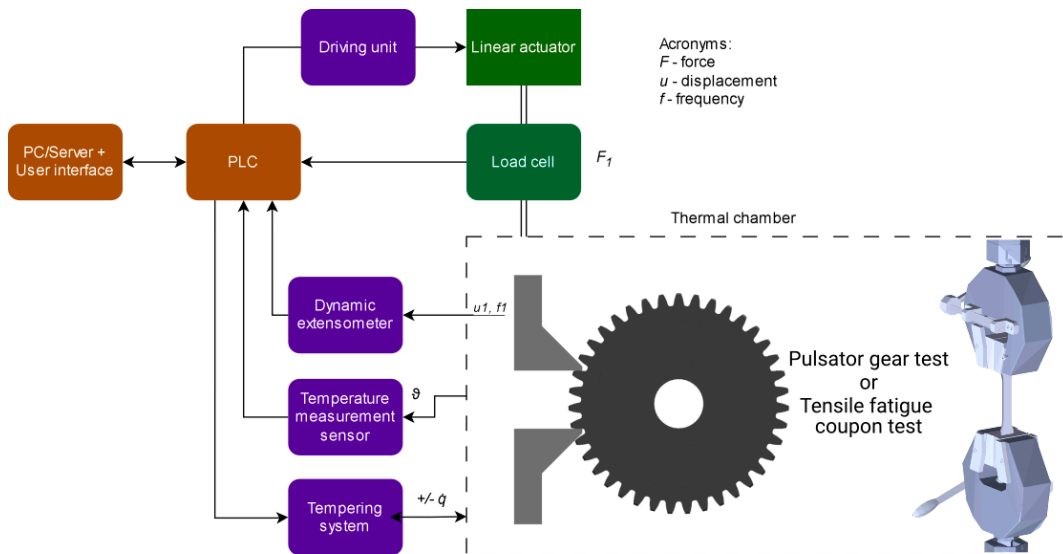 Driving unit
Linear actuator
Acronyms:
F - force
u - displacement
f - frequency
PC/Server +
User interface
PLC
Load cell
F1
Thermal chamber
Dynamic
extensometer
u1, f1
Pulsator gear test
or
Tensile fatigue
coupon test
Temperature
measurement
sensor
ϑ
Tempering
system
+/- q̇